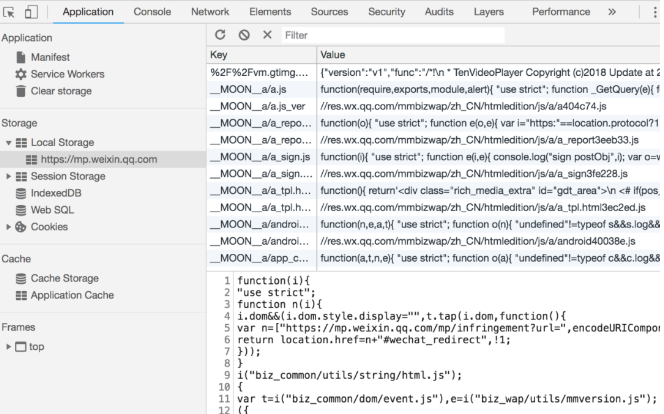 Application Console Network Elements Sources Security Audits Layers Performance »
Application
Manifest
Service Workers
Clear storage
Storage
Local Storage
https://mp.weixin.qq.com
Session Storage
IndexedDB
Web SQL
Cookies
Cache
Cache Storage
Application Cache
Frames
top
Filter
Key Value
%2F%2Fvm.gtimg.... {"version":"v1","func":"/*!\n * TenVideoPlayer Copyright (c)2018 Update at 2
__MOON__a/a.js function(require,exports,module,alert){ "use strict"; function _GetQuery(e){ f
__MOON__a/a.js_ver //res.wx.qq.com/mmbizwap/zh_CN/htmledition/js/a/a404c74.js
__MOON__a/a_repo... function(o){ "use strict"; function e(o,e){ var i="https:"==location.protocol?1
__MOON__a/a_repo... //res.wx.qq.com/mmbizwap/zh_CN/htmledition/js/a/a_report3eeb33.js
__MOON__a/a_sign.js function(i){ "use strict"; function e(i,e){ console.log("sign postObj",i); var o=
__MOON__a/a_sign.... //res.wx.qq.com/mmbizwap/zh_CN/htmledition/js/a/a_sign3fe228.js
__MOON__a/a_tpl.h... function(){ return'<div class="rich_media_extra" id="gdt_area">\n <# if(pos_
__MOON__a/a_tpl.h... //res.wx.qq.com/mmbizwap/zh_CN/htmledition/js/a/a_tpl.html3ec2ed.js
__MOON__a/androi... function(n,e,a,t){ "use strict"; function o(n){ "undefined"!=typeof s&&s.log&&
__MOON__a/androi... //res.wx.qq.com/mmbizwap/zh_CN/htmledition/js/a/android40038e.js
__MOON__a/app_c... function(a,t,n,e){ "use strict"; function o(a){ "undefined"!=typeof c&&c.log&&
1 function(i){
2 "use strict";
3 function n(i){
4 i.dom&&(i.dom.style.display="",t.tap(i.dom,function(){
5 var n=["https://mp.weixin.qq.com/mp/infringement?url=",encodeURICompo
6 return location.href=n+"#wechat_redirect",!1;
7 }));
8 }
9 i("biz_common/utils/string/html.js");
10 {
11 var t=i("biz_common/dom/event.js"),e=i("biz_wap/utils/mmversion.js");
12 ({